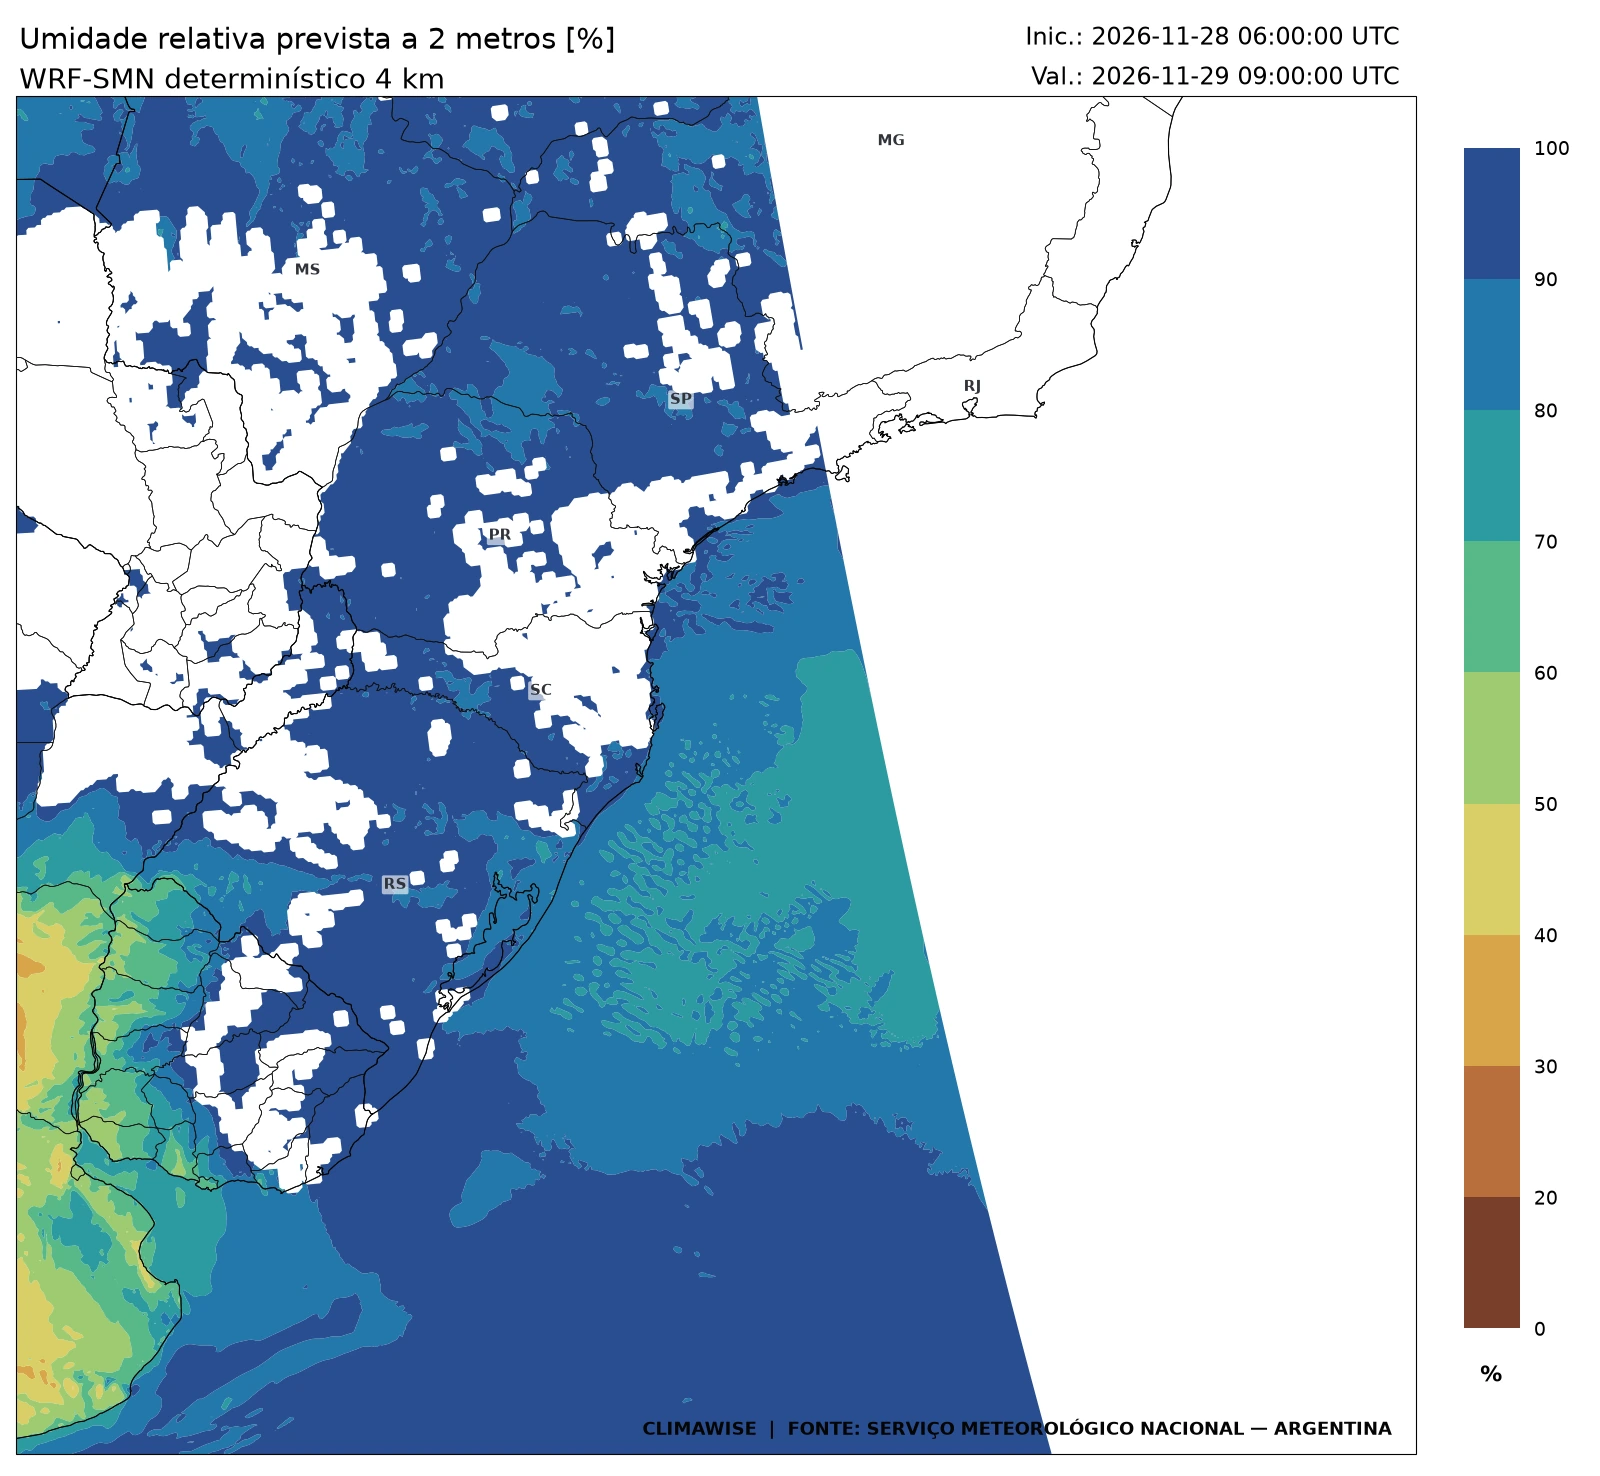 Umidade relativa prevista a 2 metros [%]
Inic.: 2026-11-28 06:00:00 UTC
WRF-SMN determinístico 4 km
Val.: 2026-11-29 09:00:00 UTC
MG
MS
RJ
SP
PR
SC
RS
100
90
80
70
60
50
40
30
20
0
%
CLIMAWISE | FONTE: SERVIÇO METEOROLÓGICO NACIONAL — ARGENTINA